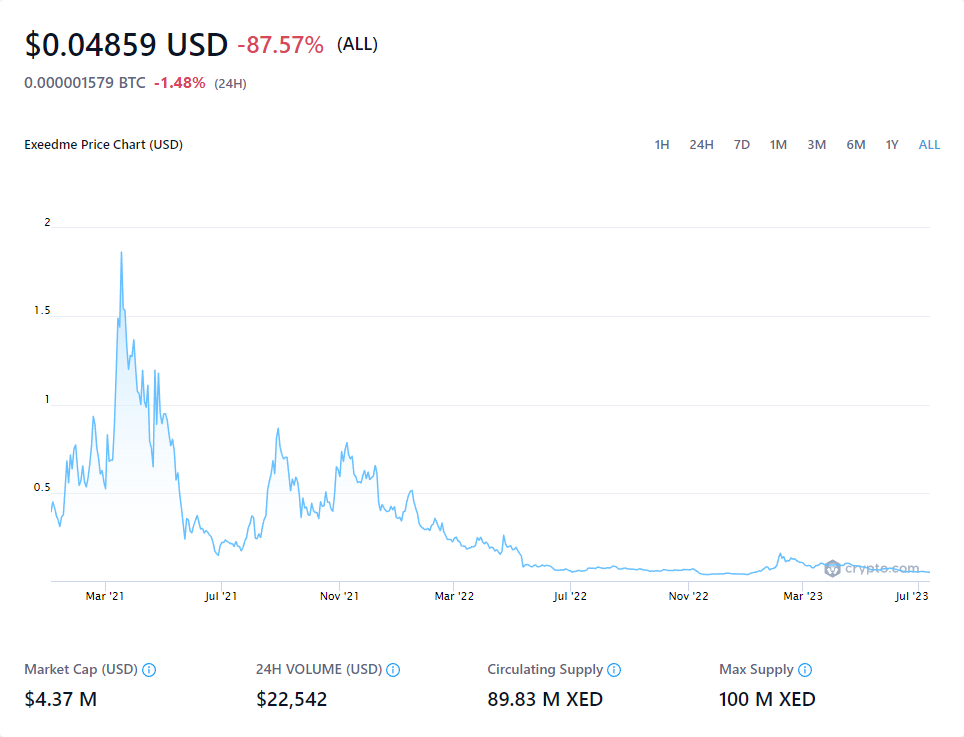 $0.04859 USD -87.57% (ALL)
0.000001579 BTC -1.48% (24H)
Exeedme Price Chart (USD) 1H 24H 7D 1M 3M 6M 1Y ALL
2
1.5
1
0.5
crypto.com
Mar '21 Jul '21 Nov '21 Mar '22 Jul '22 Nov '22 Mar '23 Jul '23
Market Cap (USD) 24H VOLUME (USD) Circulating Supply Max Supply
$4.37 M $22,542 89.83 M XED 100 M XED